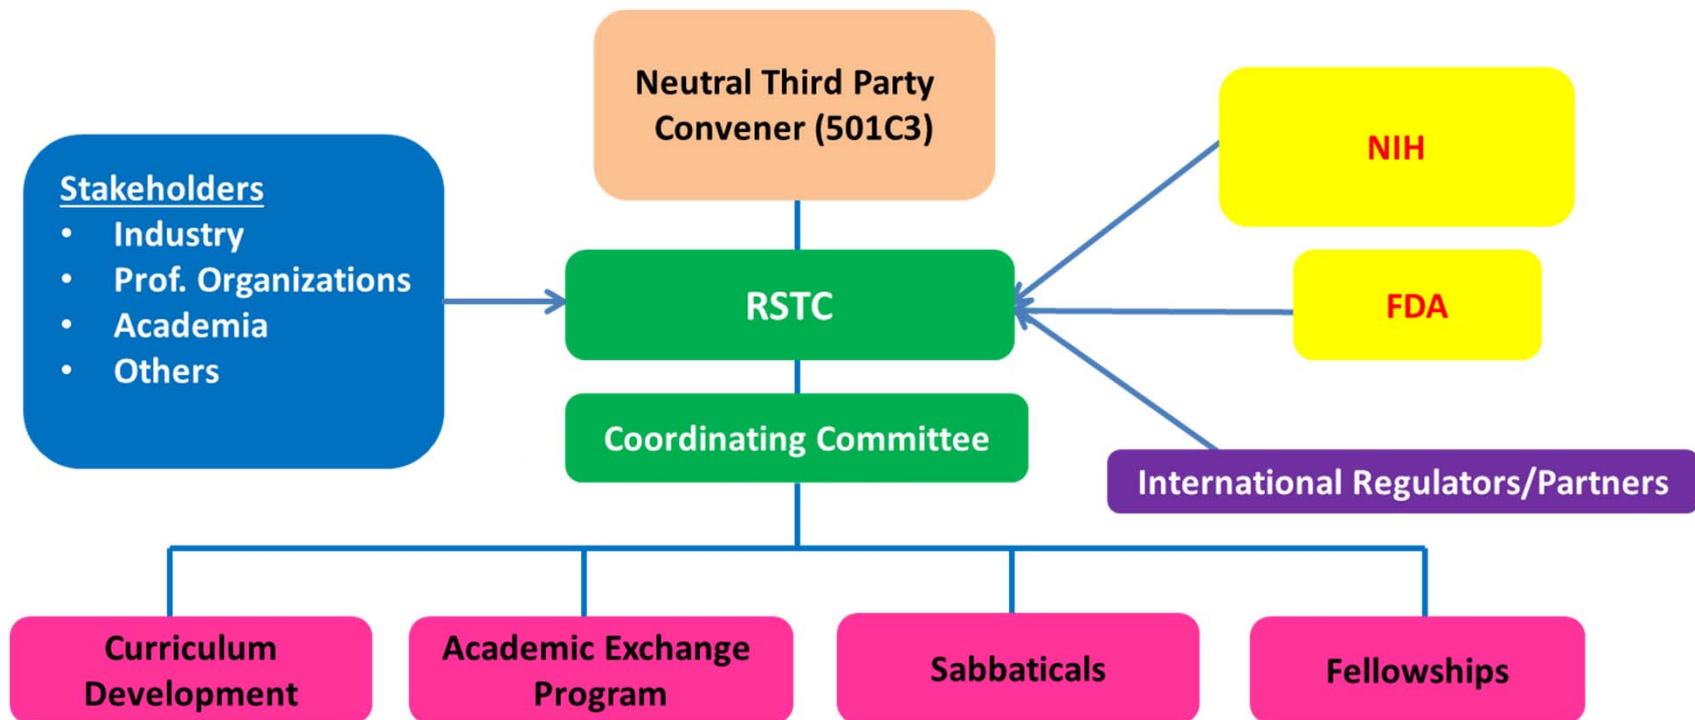 Neutral Third Party
Convener (501C3)
NIH
Stakeholders
• Industry
• Prof. Organizations
• Academia
• Others
RSTC
FDA
Coordinating Committee
International Regulators/Partners
Curriculum
Development
Academic Exchange
Program
Sabbaticals
Fellowships